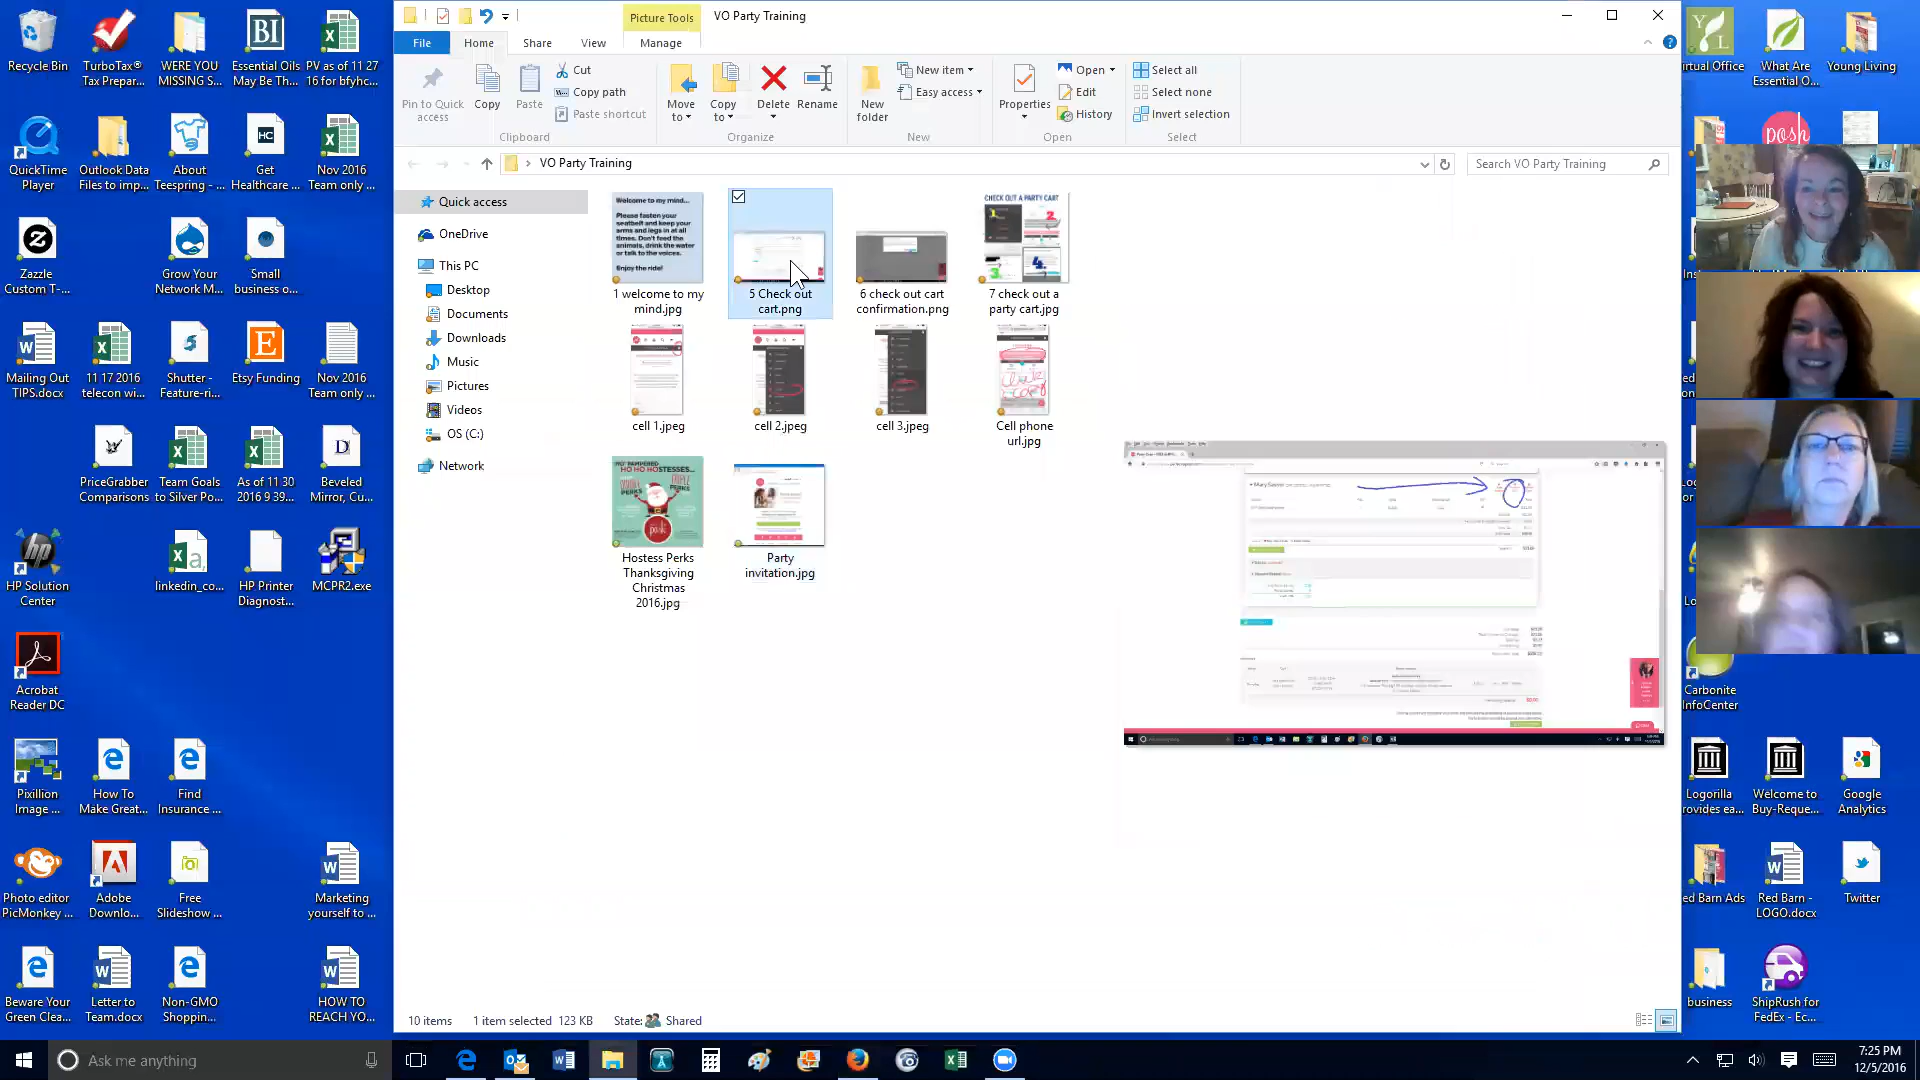 VO Party Training
Picture Tools
File
Home
Share
View
Manage
Pin to Quick
access
Copy
Paste
Cut
Copy path
Paste shortcut
Clipboard
Move
to
Copy
to
Delete
Rename
Organize
New
folder
New item
Easy access
New
Properties
Open
Edit
History
Open
Select all
Select none
Invert selection
Select
VO Party Training
Search VO Party Training
Quick access
OneDrive
This PC
Desktop
Documents
Downloads
Music
Pictures
Videos
OS (C:)
Network
Welcome to my mind...
Please fasten your
seatbelt and keep your
arms and legs in at all
times. Don't feed the
animals, drink the water
or talk to the voices.
Enjoy the ride!
1 welcome to my
mind.jpg
5 Check out
cart.png
6 check out cart
confirmation.png
CHECK OUT A PARTY CART
1
2
3
4
7 check out a
party cart.jpg
cell 1.jpeg
cell 2.jpeg
cell 3.jpeg
Cell phone
url.jpg
HO HO HOSTESSES...
posh
Hostess Perks
Thanksgiving
Christmas
2016.jpg
Party
invitation.jpg
10 items
1 item selected 123 KB
State: Shared
Recycle Bin
TurboTax®
Tax Prepar...
WERE YOU
MISSING S...
BI
Essential Oils
May Be Th...
PV as of 11 27
16 for bfyhc...
QuickTime
Player
Outlook Data
Files to imp...
About
Teespring - ...
HC
Get
Healthcare ...
Nov 2016
Team only ...
Zazzle
Custom T-...
Grow Your
Network M...
Small
business o...
Mailing Out
TIPS.docx
11 17 2016
telecon wi...
Shutter -
Feature-ri...
Etsy Funding
Nov 2016
Team only ...
PriceGrabber
Comparisons
Team Goals
to Silver Po...
As of 11 30
2016 9 39...
Beveled
Mirror, Cu...
HP Solution
Center
linkedin_co...
HP Printer
Diagnost...
MCPR2.exe
Acrobat
Reader DC
Pixillion
Image ...
How To
Make Great...
Find
Insurance ...
Photo editor
PicMonkey ...
Adobe
Downlo...
Free
Slideshow ...
Marketing
yourself to ...
Beware Your
Green Clea...
Letter to
Team.docx
Non-GMO
Shoppin...
HOW TO
REACH YO...
YL
irtual Office
What Are
Essential O...
Young Living
posh
Carbonite
InfoCenter
Logorilla
rovides ea...
Welcome to
Buy-Reque...
Google
Analytics
ed Barn Ads
Red Barn -
LOGO.docx
Twitter
business
ShipRush for
FedEx - Ec...
Ask me anything
7:25 PM
12/5/2016